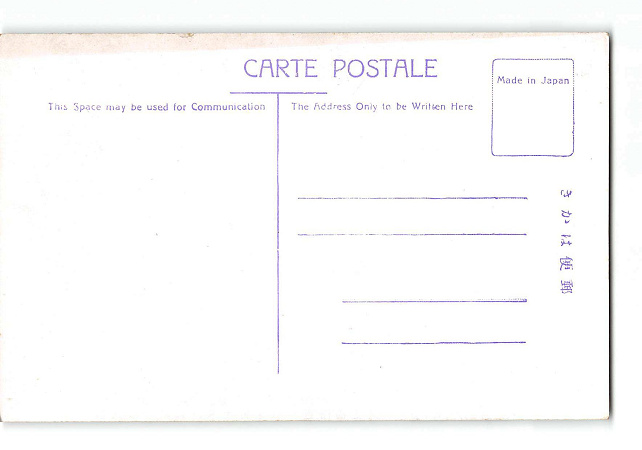 CARTE POSTALE
Made in Japan
This Space may be used for Communication
The Address Only to be Written Here
きかは便郵